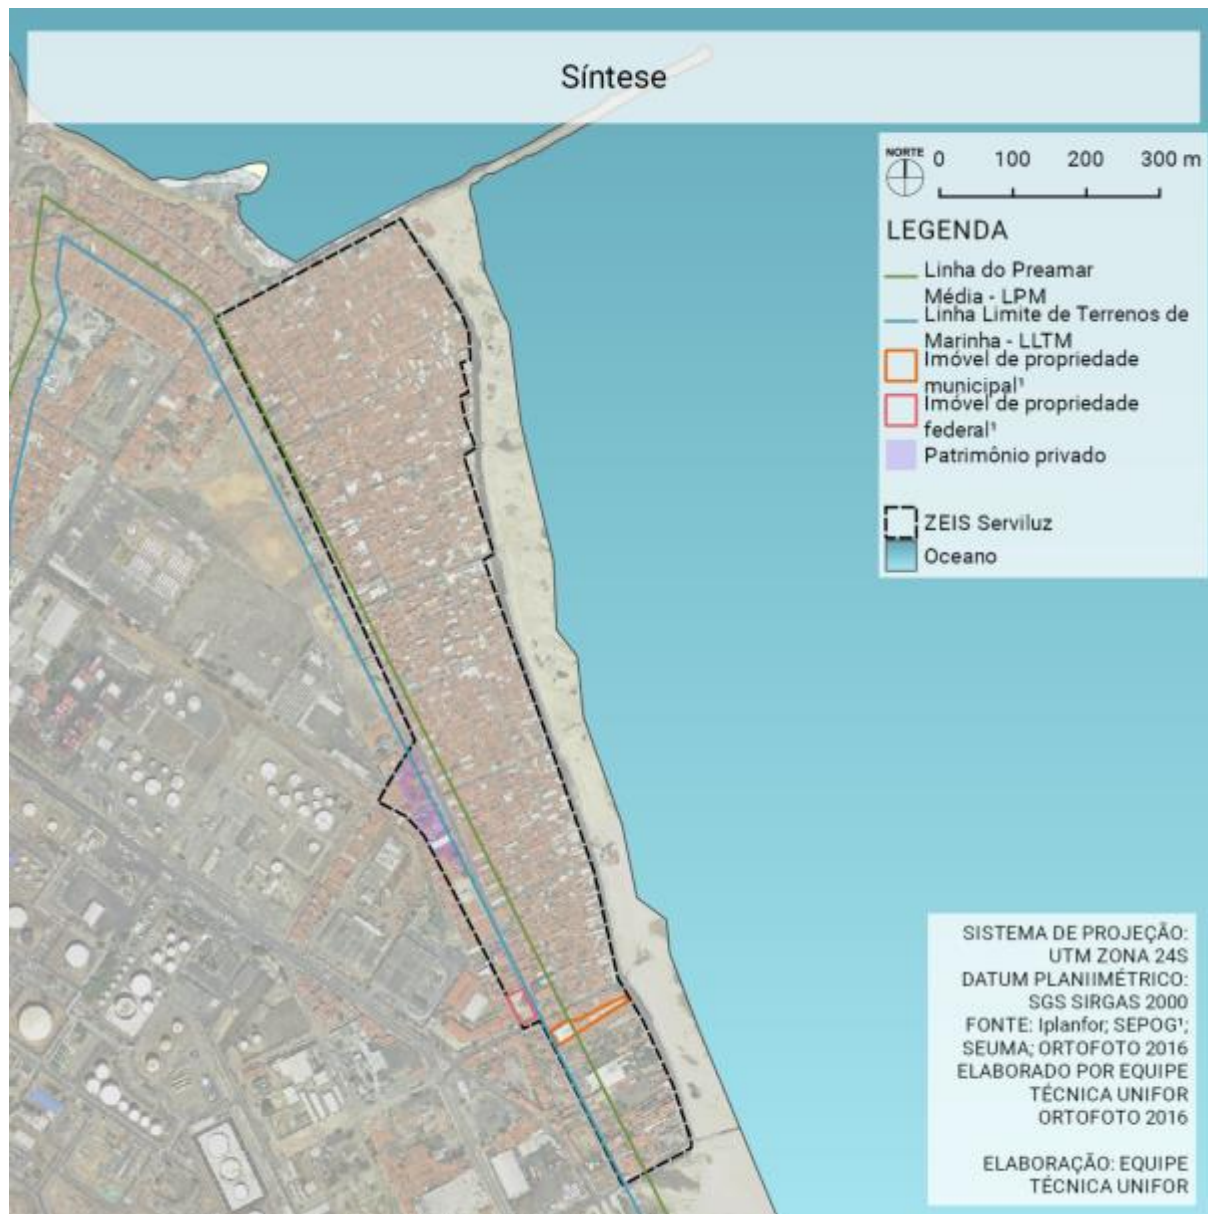 Síntese
NORTE 0 100 200 300 m
LEGENDA
Linha do Preamar
Média - LPM
Linha Limite de Terrenos de
Marinha - LLTM
Imóvel de propriedade
municipal¹
Imóvel de propriedade
federal¹
Patrimônio privado
ZEIS Serviluz
Oceano
SISTEMA DE PROJEÇÃO:
UTM ZONA 24S
DATUM PLANIIMÉTRICO:
SGS SIRGAS 2000
FONTE: Iplanfor; SEPOG¹;
SEUMA; ORTOFOTO 2016
ELABORADO POR EQUIPE
TÉCNICA UNIFOR
ORTOFOTO 2016
ELABORAÇÃO: EQUIPE
TÉCNICA UNIFOR